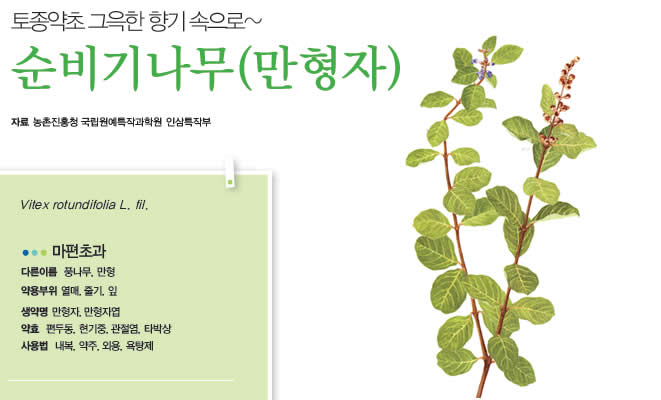 토종약초 그윽한 향기 속으로~
순비기나무(만형자)
자료 농촌진흥청 국립원예특작과학원 인삼특작부
Vitex rotundifolia L. fil.
마편초과
다른이름 풍나무, 만형
약용부위 열매, 줄기, 잎
생약명 만형자, 만형자엽
약효 편두통, 현기증, 관절염, 타박상
사용법 내복, 약주, 외용, 욕탕제